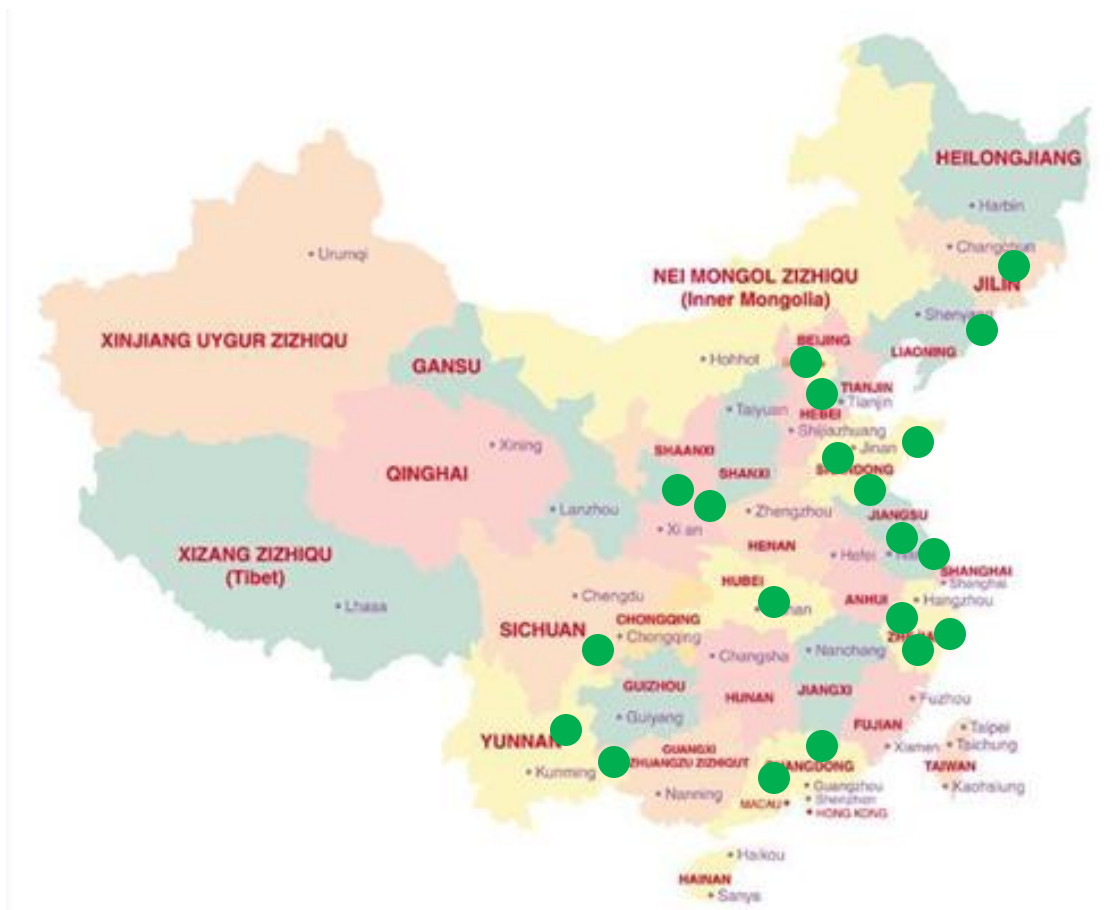 HEILONGJIANG
Harbin
Urumqi
JILIN
NEI MONGOL ZIZHIQU
(Inner Mongolia)
XINJIANG UYGUR ZIZHIQU
BEIJING
LIAONING
GANSU
Hohhot
TIANJIN
Tianjin
Taiyuan
HEBEI
Shijiazhuang
Xining
Jinan
SHAANXI
QINGHAI
SHANXI
Lanzhou
Zhengzhou
JIANGSU
Xi an
HENAN
Hefei
XIZANG ZIZHIQU
(Tibet)
SHANGHAI
Shanghai
HUBEI
Chengdu
ANHUI
Hangzhou
Lhasa
CHONGQING
SICHUAN
Chongqing
Changsha
Nanchang
GUIZHOU
JIANGXI
HUNAN
Fuzhou
Guiyang
FUJIAN
Taipei
YUNNAN
GUANGXI
Xiamen
Taichung
ZHUANGZU ZIZHIQUT
TAIWAN
Kunming
Guangzhou
Kaohsiung
Nanning
Shenzhen
MACAU
HONG KONG
Haikou
HAINAN
Sanya